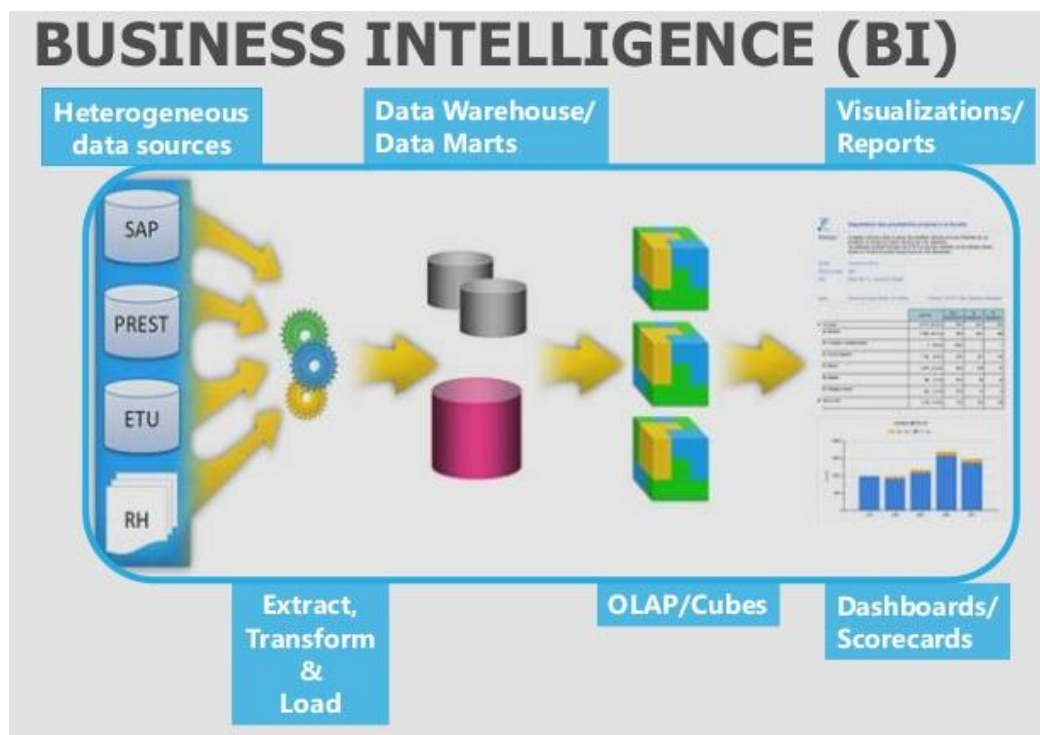 BUSINESS INTELLIGENCE (BI)
Heterogeneous
data sources
Data Warehouse/
Data Marts
Visualizations/
Reports
SAP
PREST
ETU
RH
Extract,
Transform
&
Load
OLAP/Cubes
Dashboards/
Scorecards